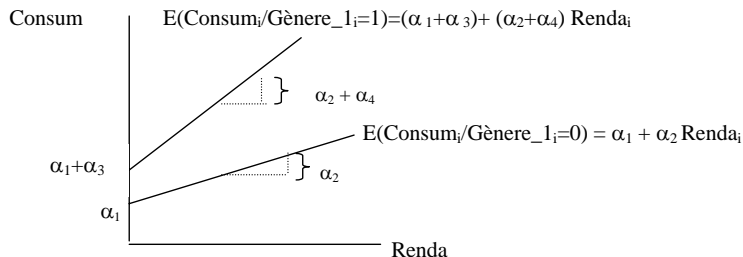 Consum
E(Consumᵢ/Gènere_1ᵢ=1)=(α₁+α₃)+ (α₂+α₄) Rendaᵢ
α₂ + α₄
E(Consumᵢ/Gènere_1ᵢ=0) = α₁ + α₂ Rendaᵢ
α₁+α₃
α₂
α₁
Renda